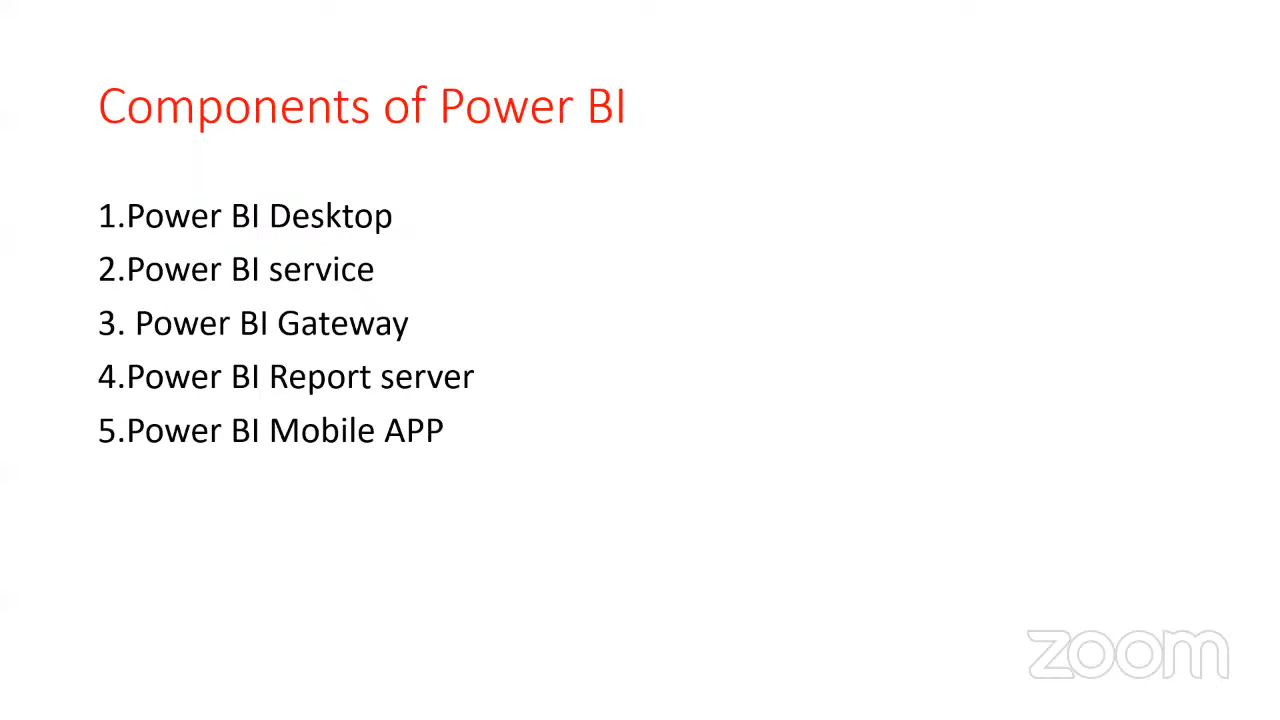 Components of Power BI
1.Power BI Desktop
2.Power BI service
3. Power BI Gateway
4.Power BI Report server
5.Power BI Mobile APP
zoom